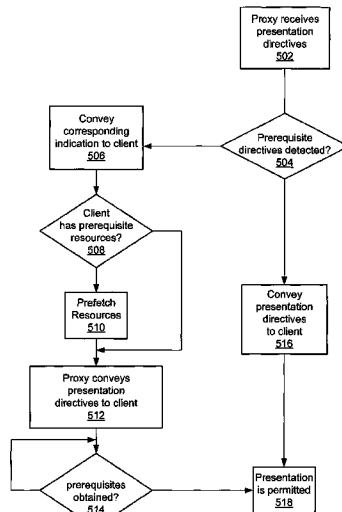 Proxy receives
presentation
directives
502
Convey
corresponding
indication to client
506
Prerequisite
directives detected?
504
Client
has prerequisite
resources?
508
Prefetch
Resources
510
Convey
presentation
directives
to client
516
Proxy conveys
presentation
directives to client
512
prerequisites
obtained?
514
Presentation
is permitted
518